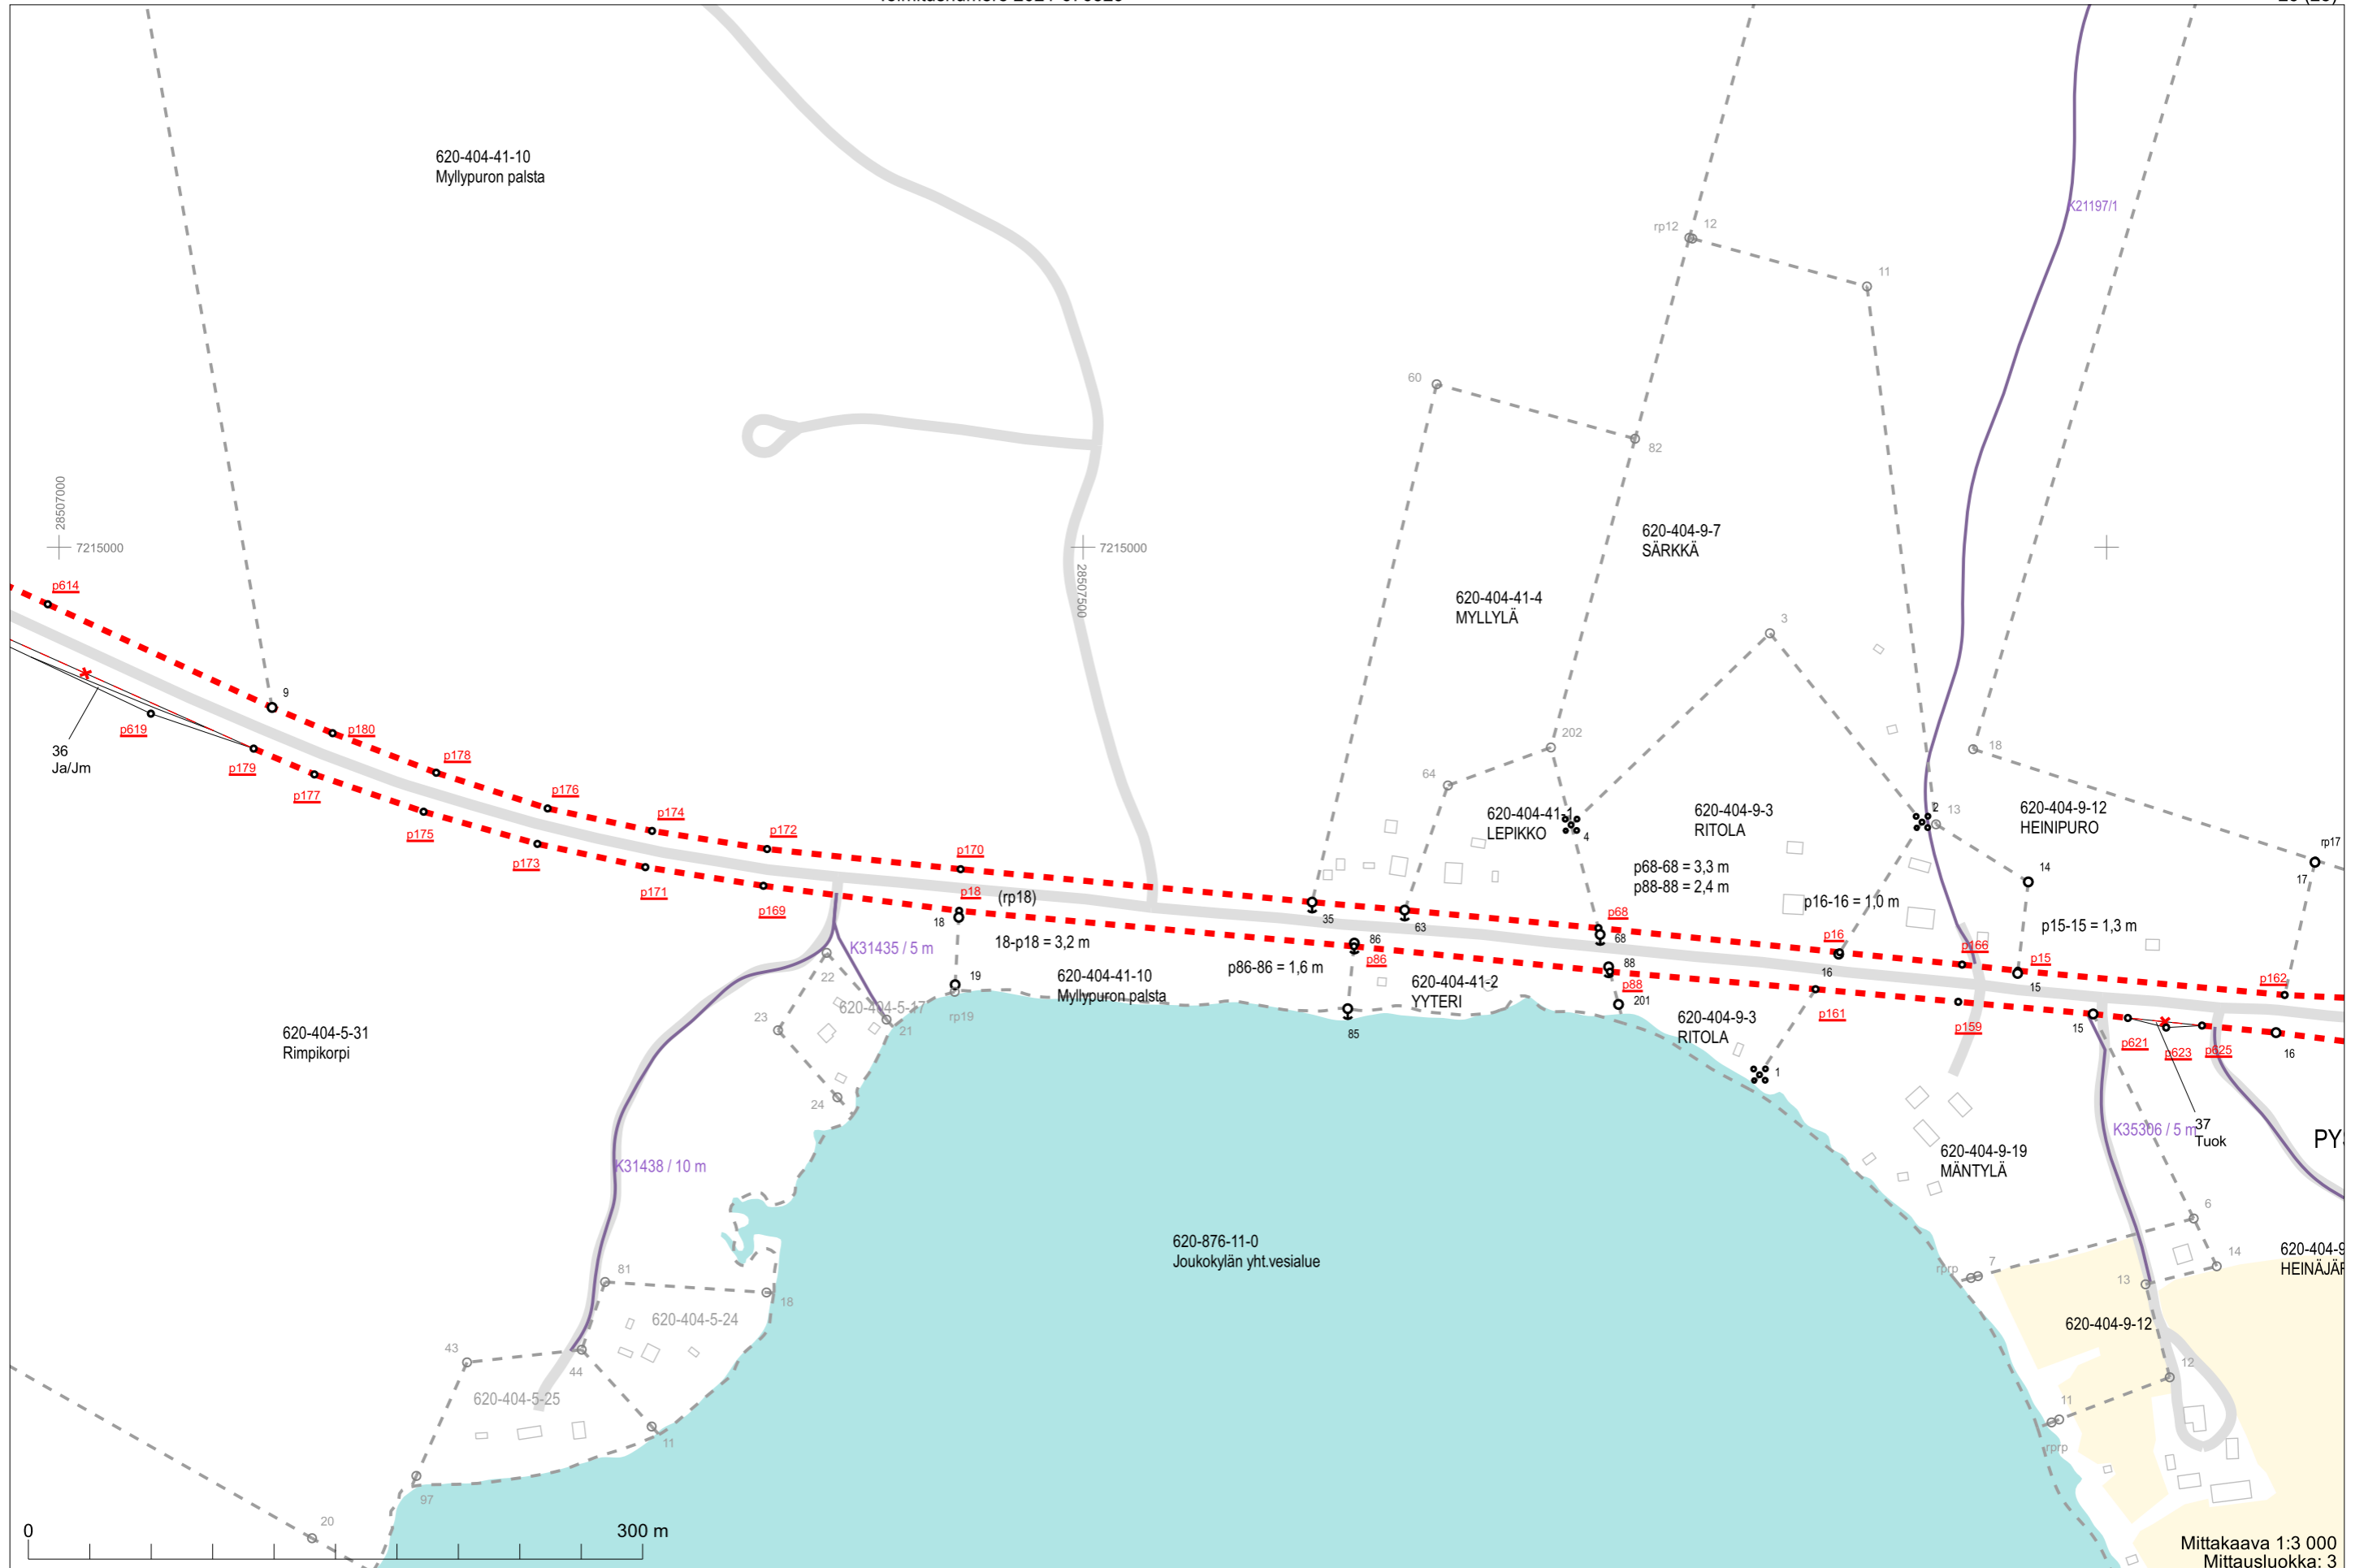 620-404-41-10
Myllypuron palsta
K21197/1
rp12
12
11
60
82
28507000
7215000
7215000
28507500
620-404-9-7
SÄRKKÄ
620-404-41-4
MYLLYLÄ
3
p614
9
p619
p180
p179
p178
36
Ja/Jm
p177
p176
p175
p174
p173
p172
p171
p170
p169
202
64
18
620-404-41-1
LEPIKKO
4
620-404-9-3
RITOLA
2
13
620-404-9-12
HEINIPURO
rp17
17
14
p68-68 = 3,3 m
p88-88 = 2,4 m
p16-16 = 1,0 m
p15-15 = 1,3 m
p18
(rp18)
18
18-p18 = 3,2 m
35
63
p68
68
p16
16
p166
p15
15
p162
K31435 / 5 m
22
19
rp19
620-404-41-10
Myllypuron palsta
p86-86 = 1,6 m
86
p86
620-404-41-2
YYTERI
88
p88
201
85
620-404-9-3
RITOLA
p161
p159
15
p621
p623
p625
16
620-404-5-31
Rimpikorpi
620-404-5-17
23
21
24
1
K31438 / 10 m
K35306 / 5 m
37
Tuok
620-404-9-19
MÄNTYLÄ
6
620-876-11-0
Joukokylän yht.vesialue
14
7
rprp
13
81
18
620-404-5-24
43
44
620-404-5-25
11
97
20
620-404-9-12
12
11
rprp
0
300 m
Mittakaava 1:3 000
Mittausluokka: 3